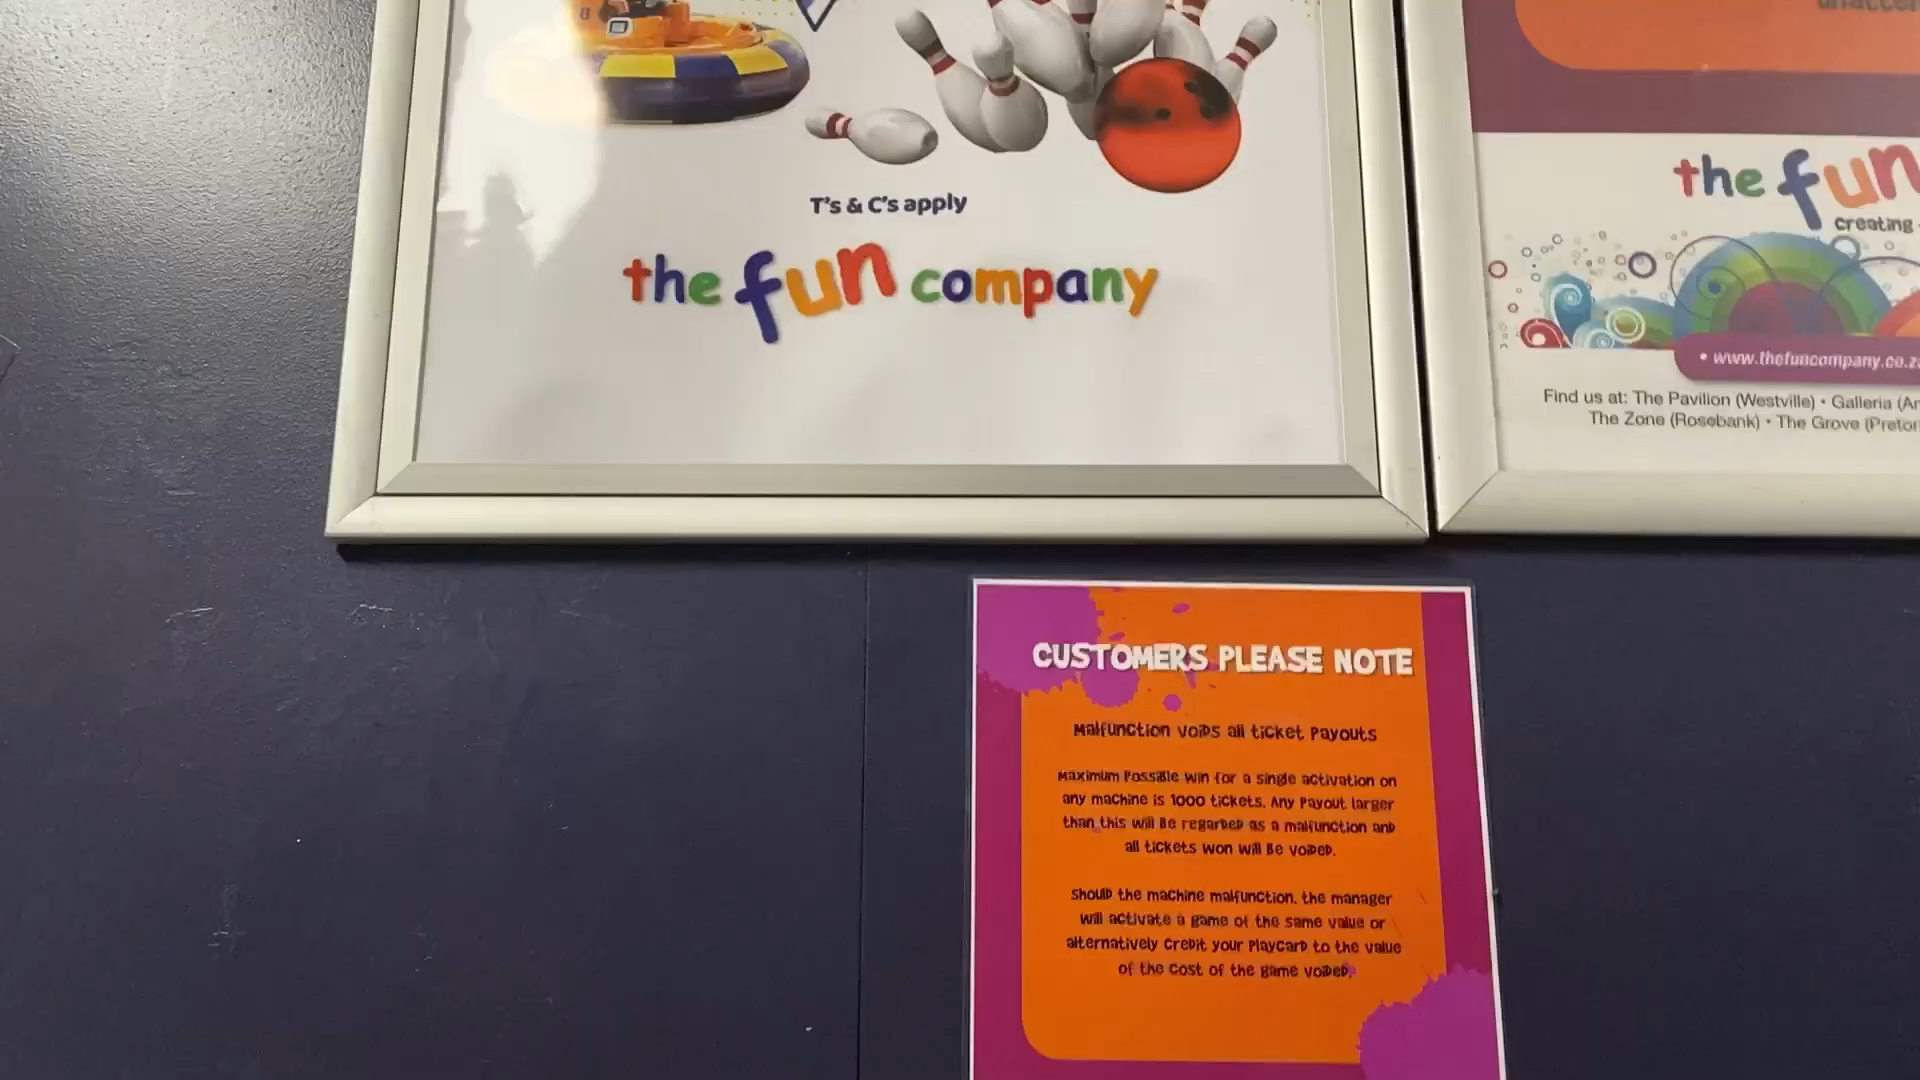 T's & C's apply
the fun company
the fun
creating
• www.thefuncompany.co.za
Find us at: The Pavilion (Westville) • Galleria
The Zone (Rosebank) • The Grove
CUSTOMERS PLEASE NOTE
Malfunction voids all ticket payouts
Maximum possible win for a single activation on
any machine is 1000 tickets. Any payout larger
than this will be regarded as a malfunction and
all tickets won will be voided.
Should the machine malfunction, the manager
will activate a game of the same value or
alternatively credit your playcard to the value
of the cost of the game voided.